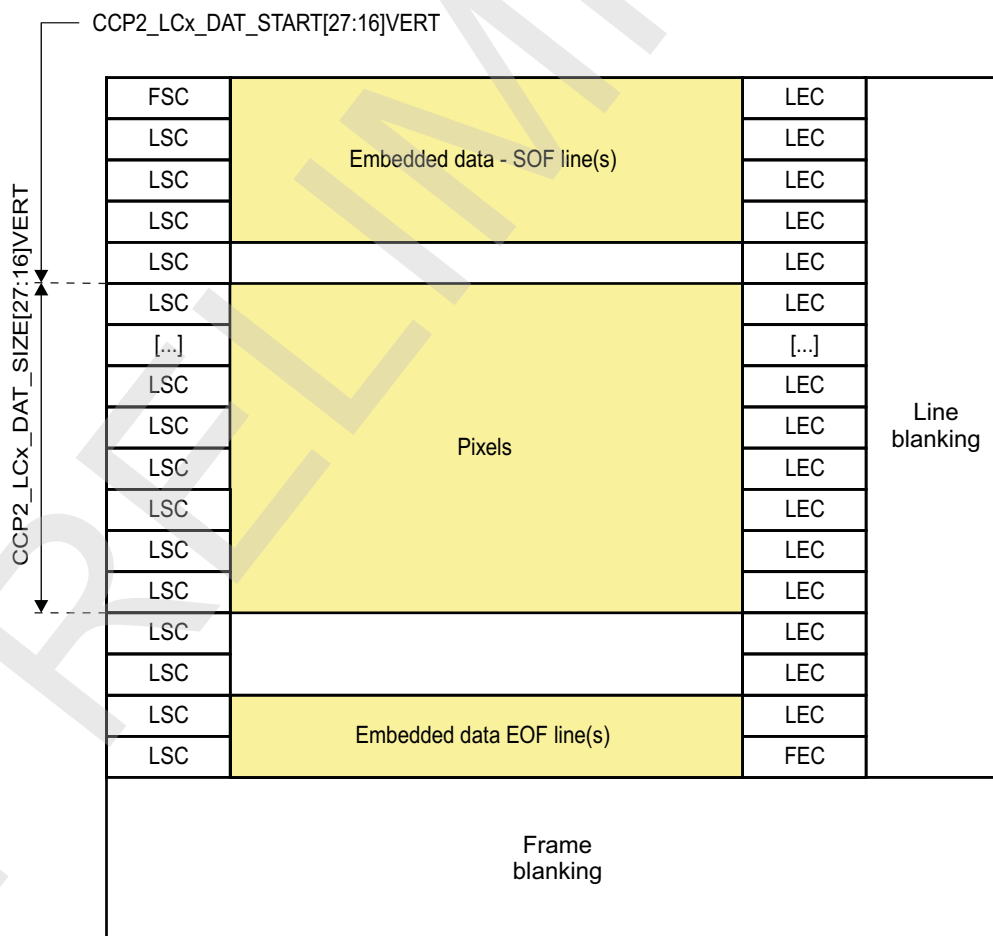 CCP2_LCx_DAT_START[27:16]VERT
CCP2_LCx_DAT_SIZE[27:16]VERT
FSC LEC
LSC Embedded data - SOF line(s) LEC
LSC LEC
LSC LEC
LSC LEC
LSC LEC
[...] [...]
LSC LEC
LSC Pixels LEC
LSC LEC
LSC LEC
LSC LEC
LSC LEC
LSC LEC
LSC LEC
LSC Embedded data EOF line(s) LEC
LSC FEC
Line
blanking
Frame
blanking